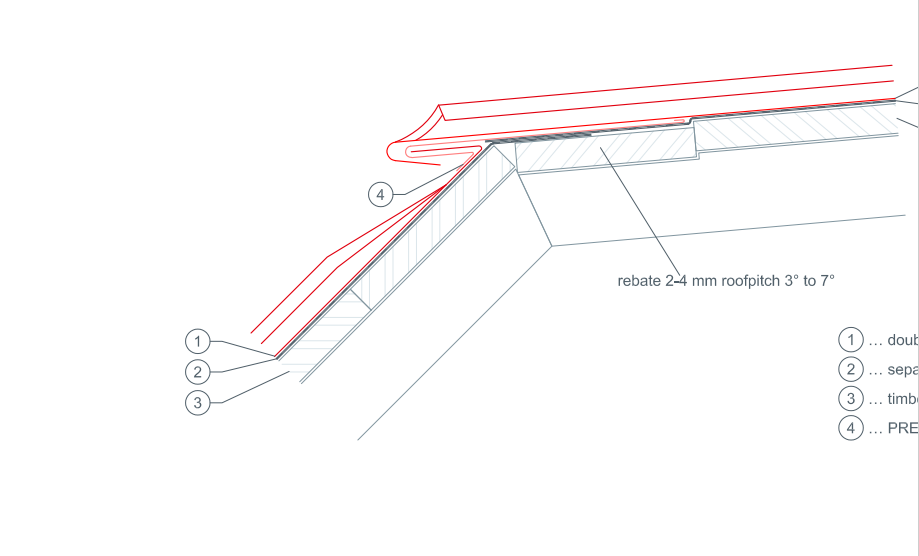 4
rebate 2-4 mm roofpitch 3° to 7°
1
2
3
1 ... doub
2 ... sepa
3 ... timb
4 ... PRE